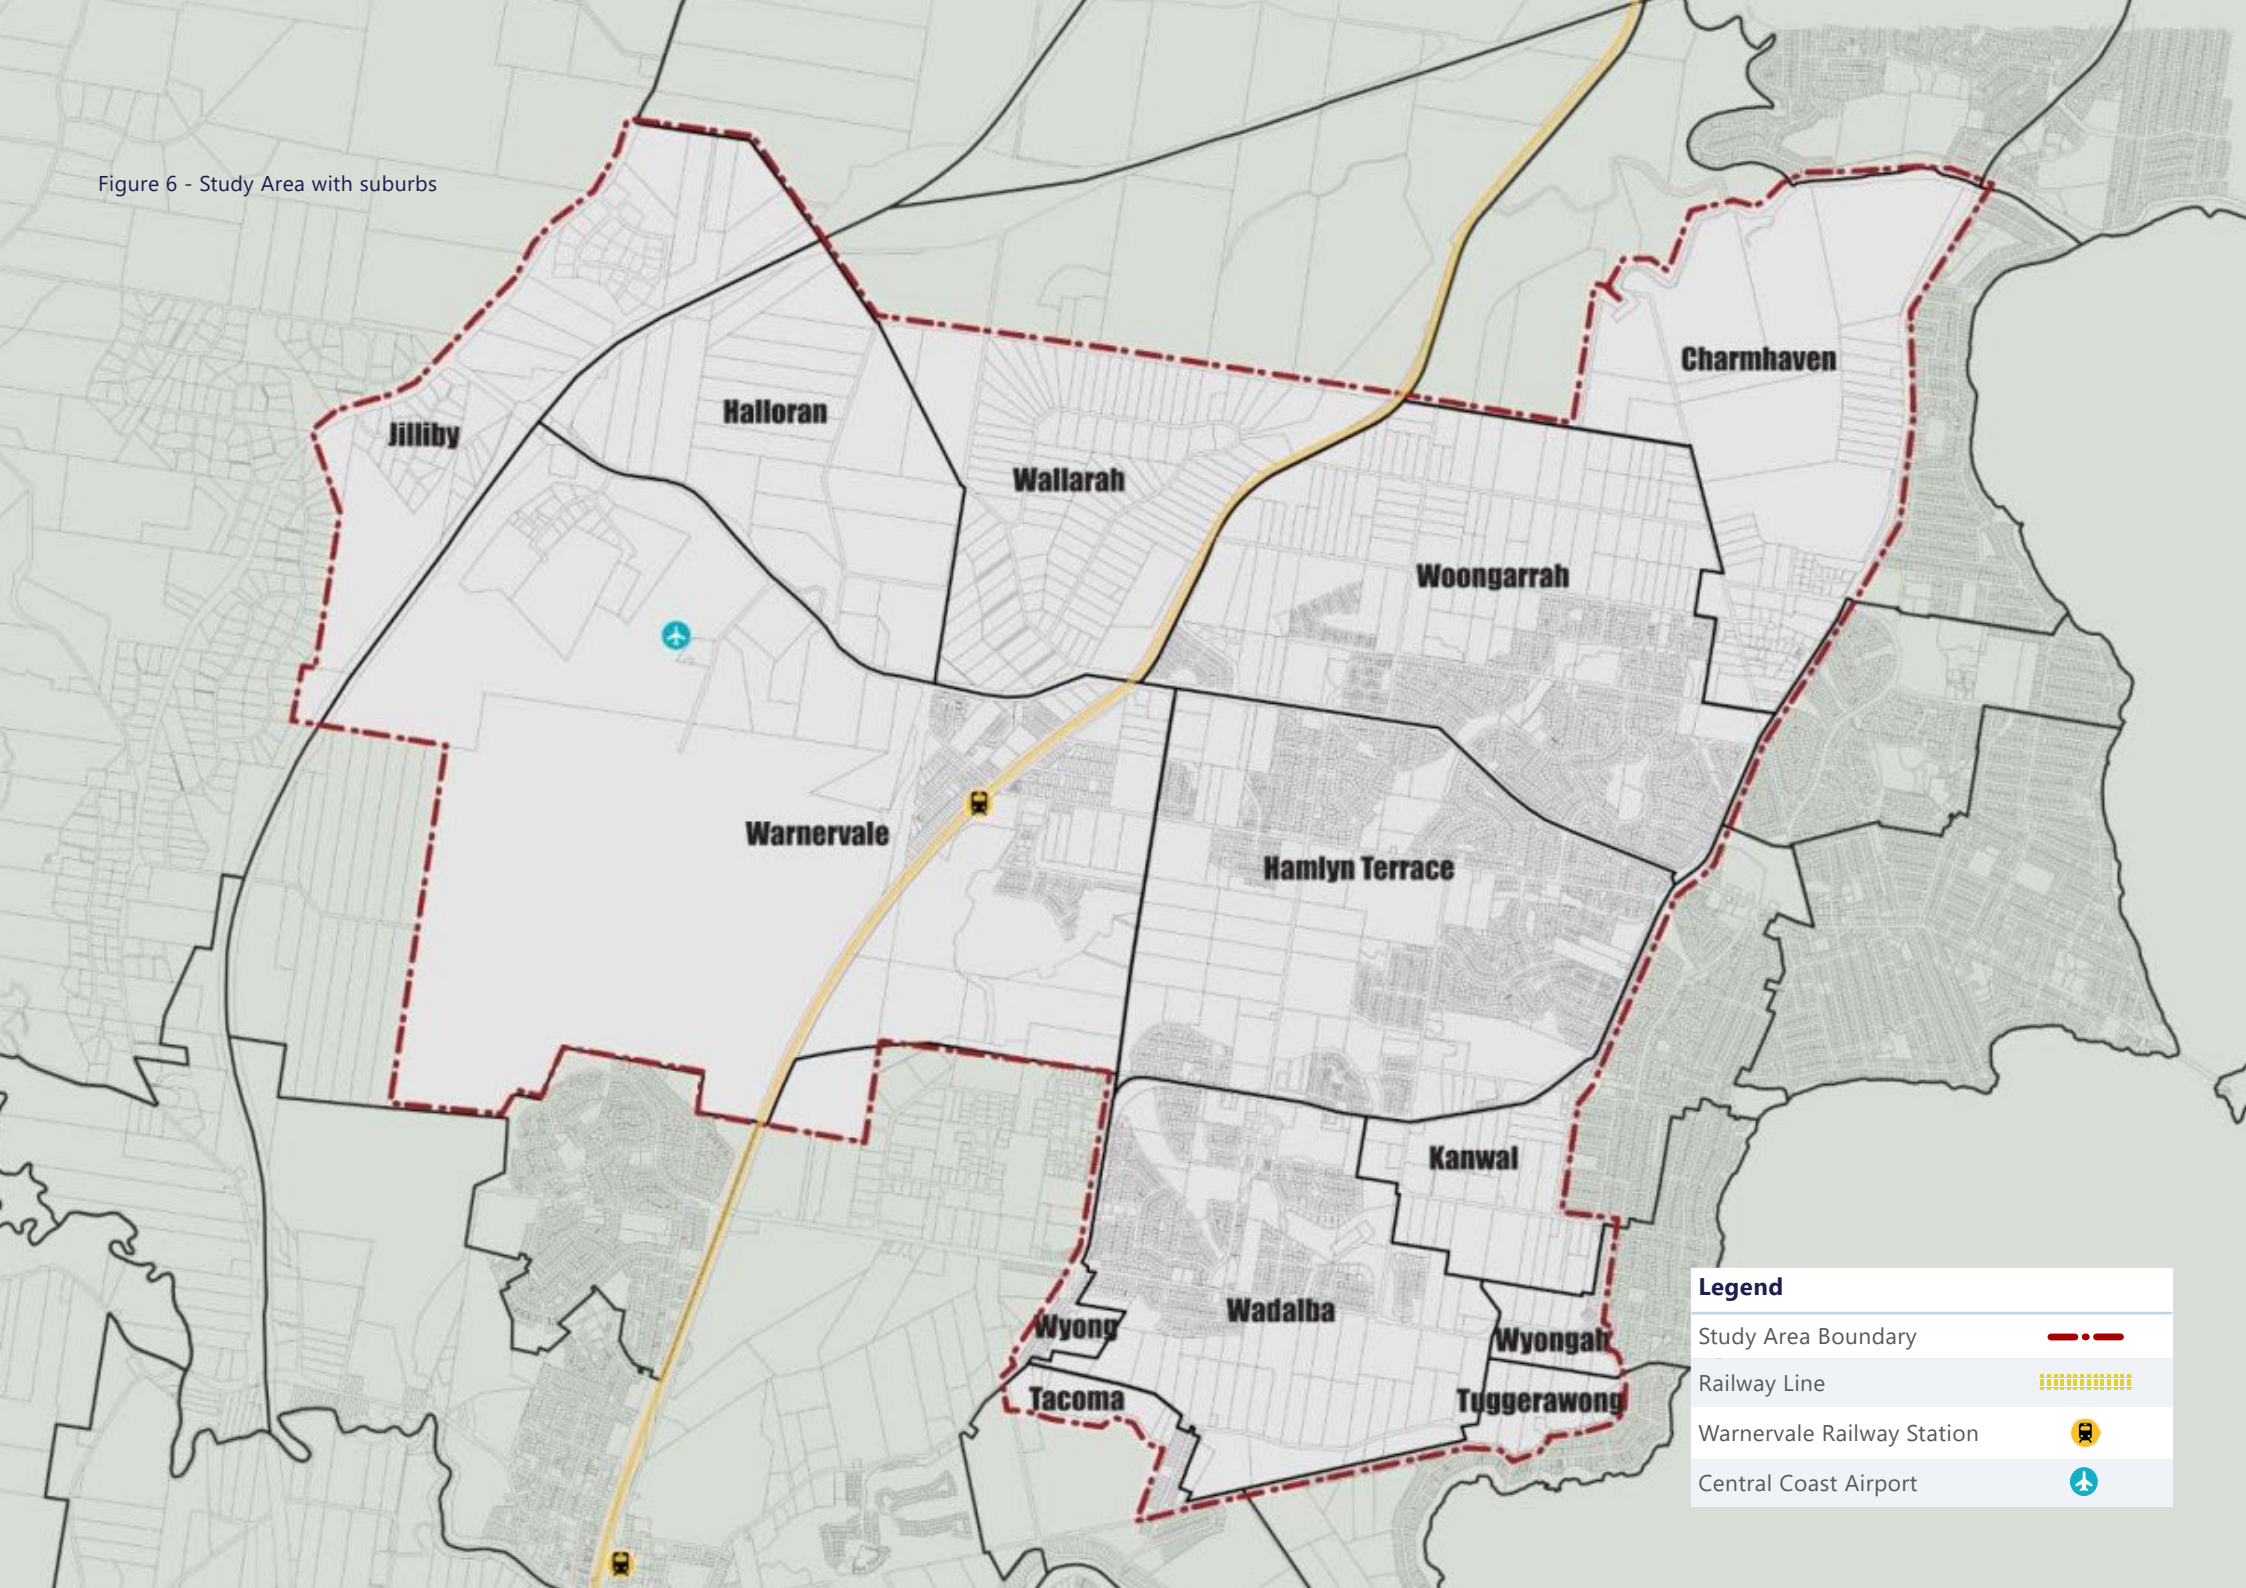 Figure 6 - Study Area with suburbs
Charmhaven
Halloran
Jilliby
Wallarah
Woongarrah
Warnervale
Hamlyn Terrace
Kanwal
Wadalba
Wyong
Wyongah
Tacoma
Tuggerawong
Legend
Study Area Boundary
Railway Line
Warnervale Railway Station
Central Coast Airport